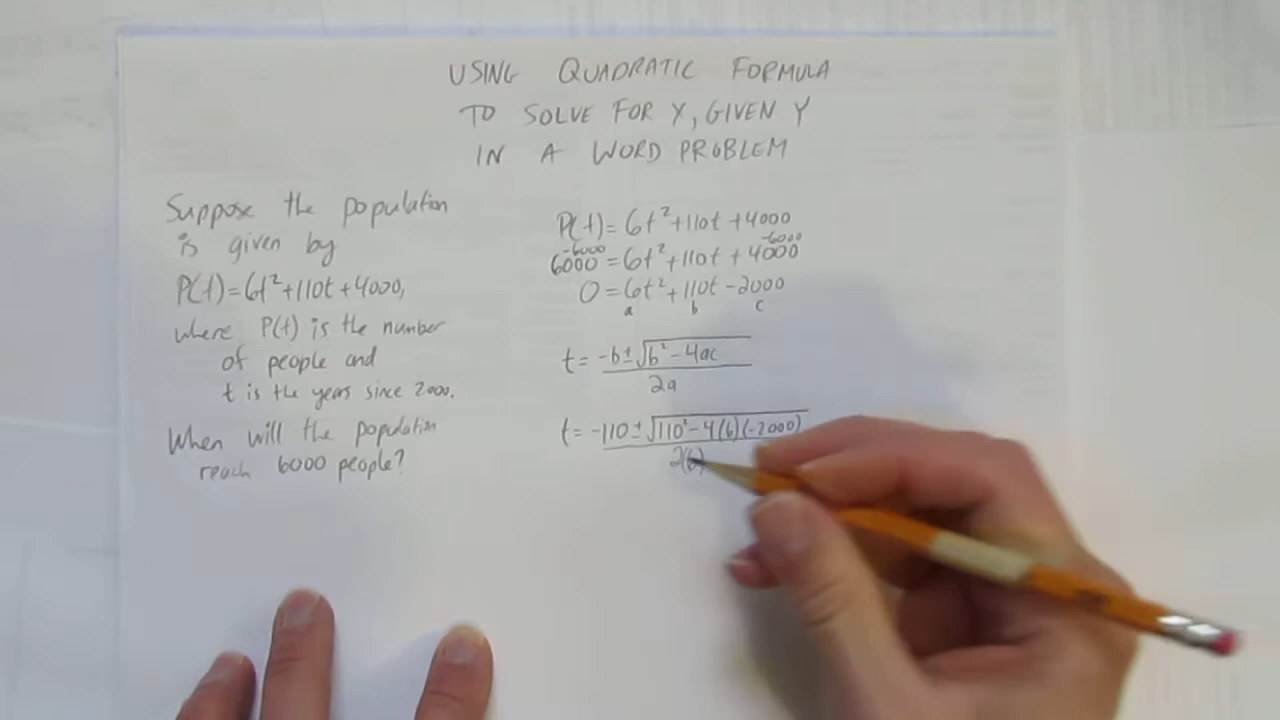 USING QUADRATIC FORMULA
TO SOLVE FOR X, GIVEN Y
IN A WORD PROBLEM
Suppose the population
is given by
P(t)=6t²+110t+4000,
where P(t) is the number
of people and
t is the years since 2000.
When will the population
reach 6000 people?
P(t)=6t²+110t+4000
-6000 -6000
6000=6t²+110t+4000
0=6t²+110t-2000
a b c
t = -b±√b²-4ac
2a
t = -110±√110²-4(6)(-2000)
2(6)